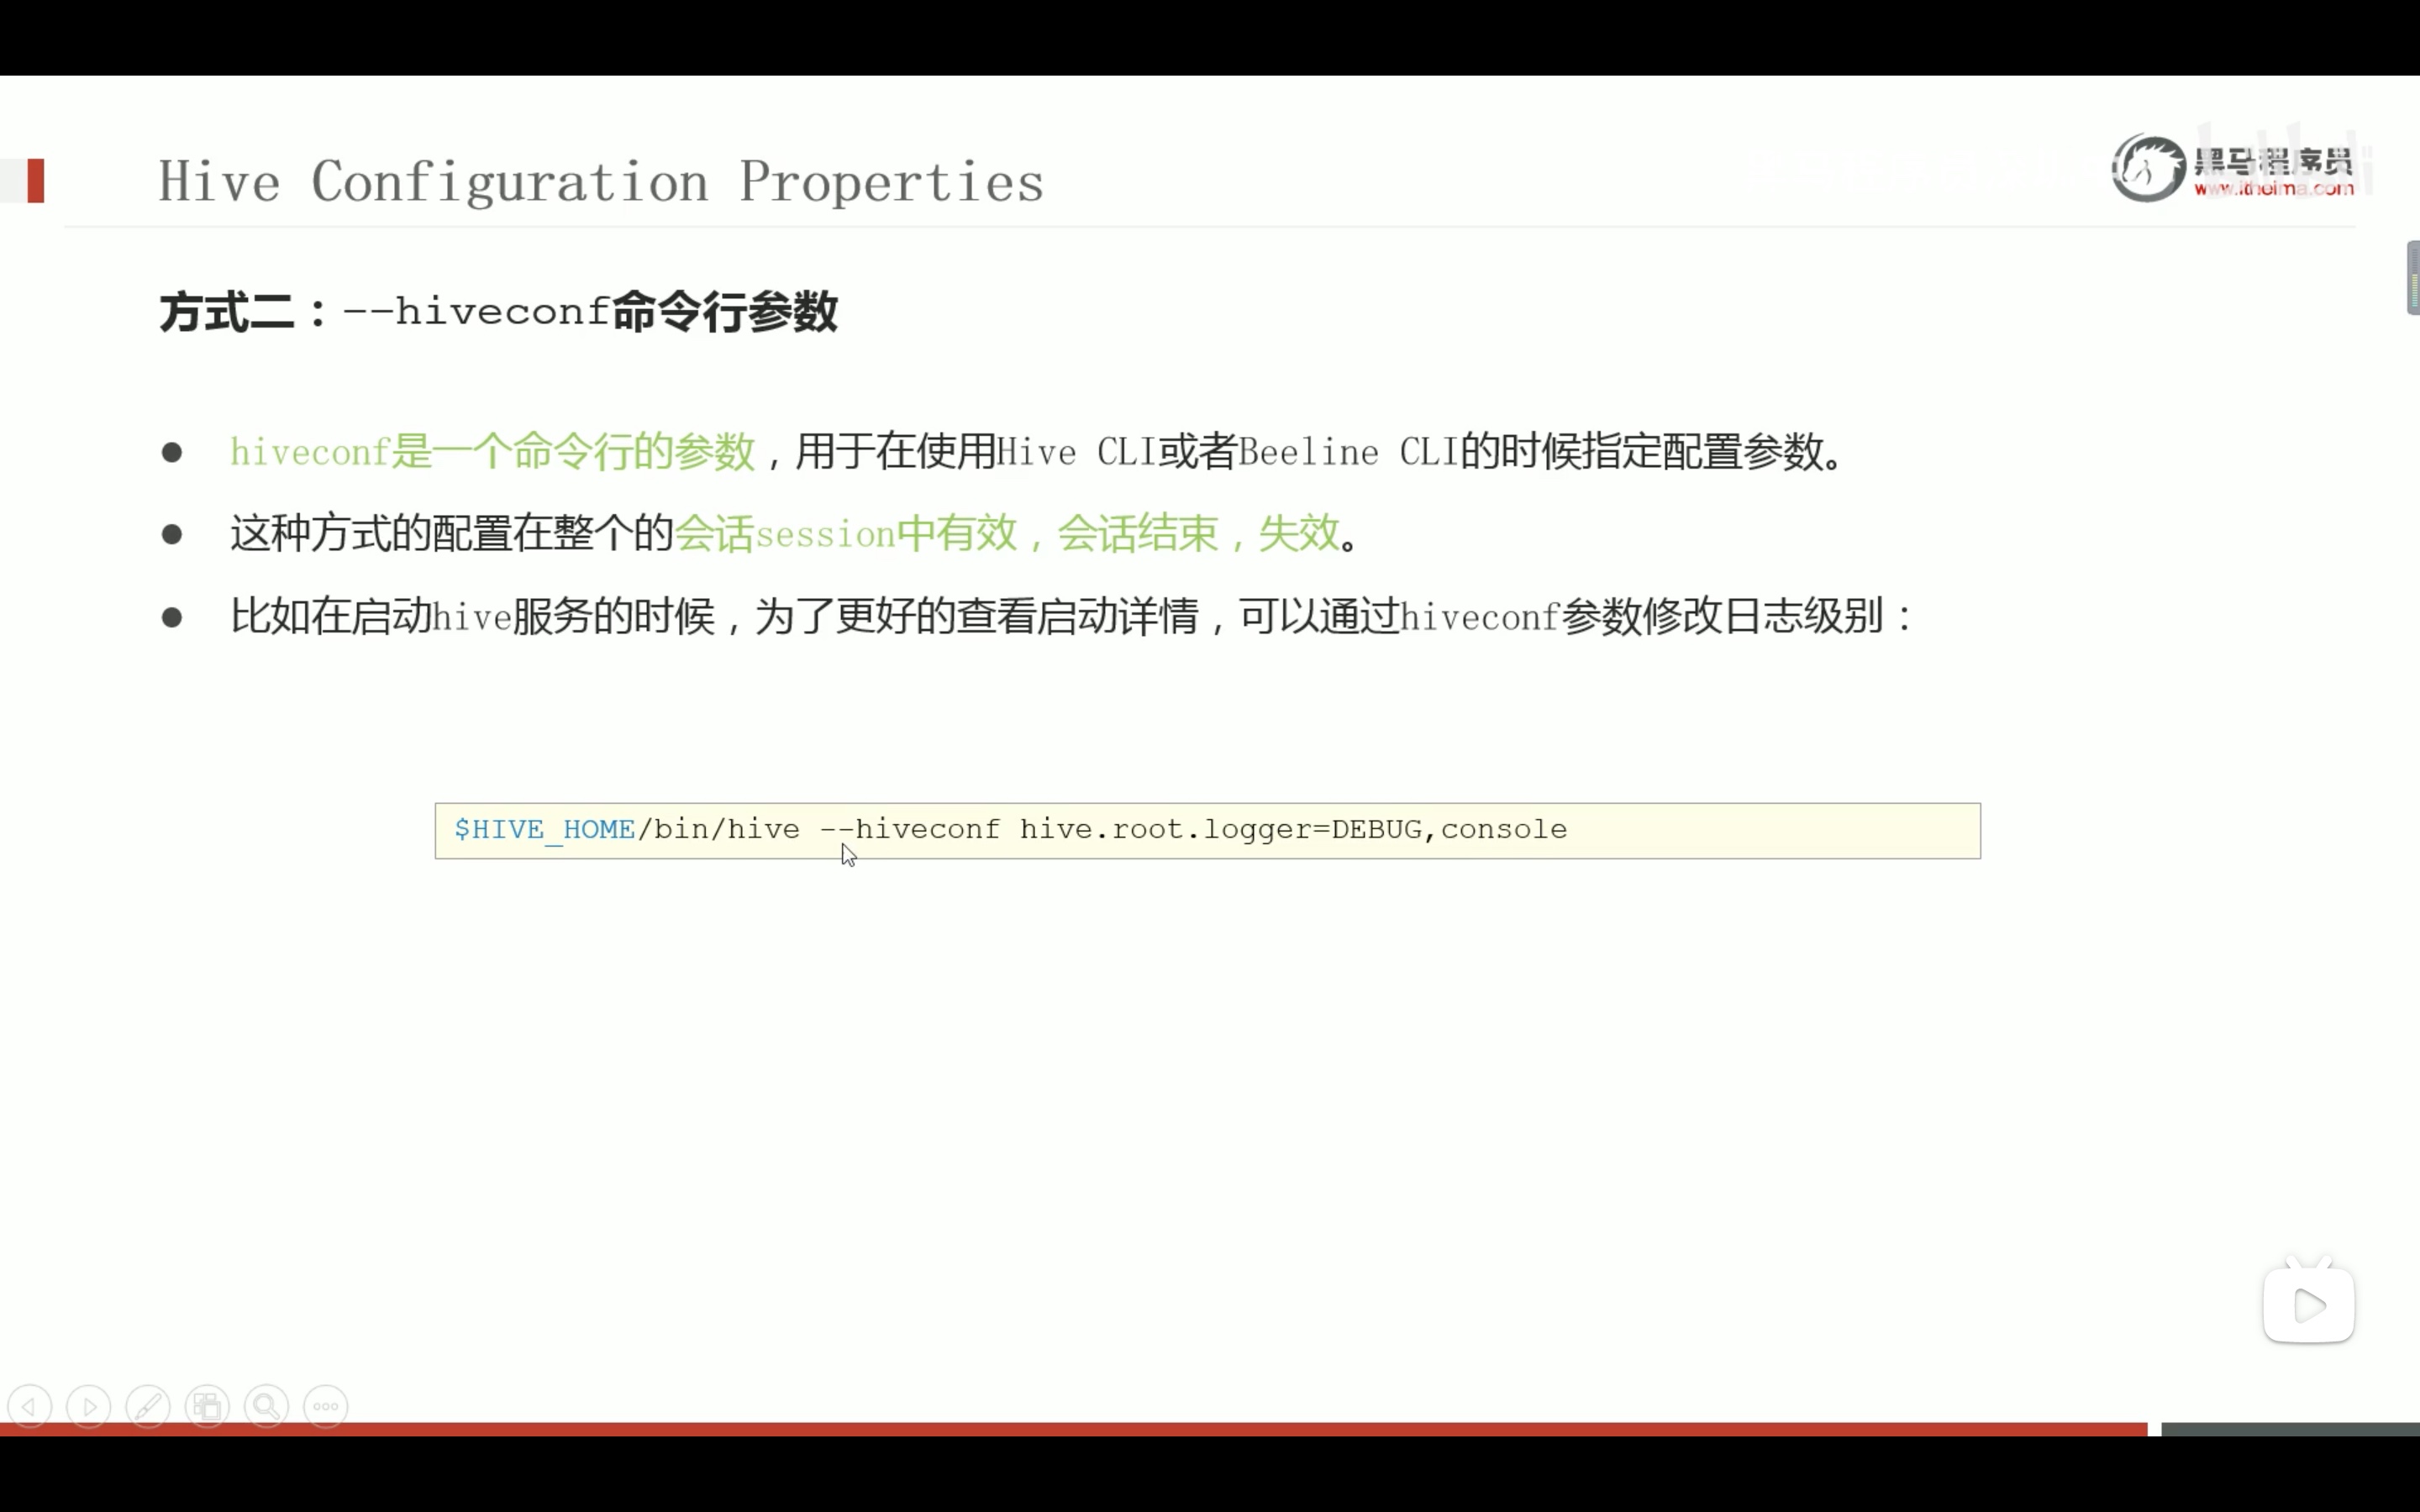 Hive Configuration Properties
黑马程序员
www.itheima.com
方式二：--hiveconf命令行参数
● hiveconf是一个命令行的参数，用于在使用Hive CLI或者Beeline CLI的时候指定配置参数。
● 这种方式的配置在整个的会话session中有效，会话结束，失效。
● 比如在启动hive服务的时候，为了更好的查看启动详情，可以通过hiveconf参数修改日志级别：
$HIVE_HOME/bin/hive --hiveconf hive.root.logger=DEBUG,console